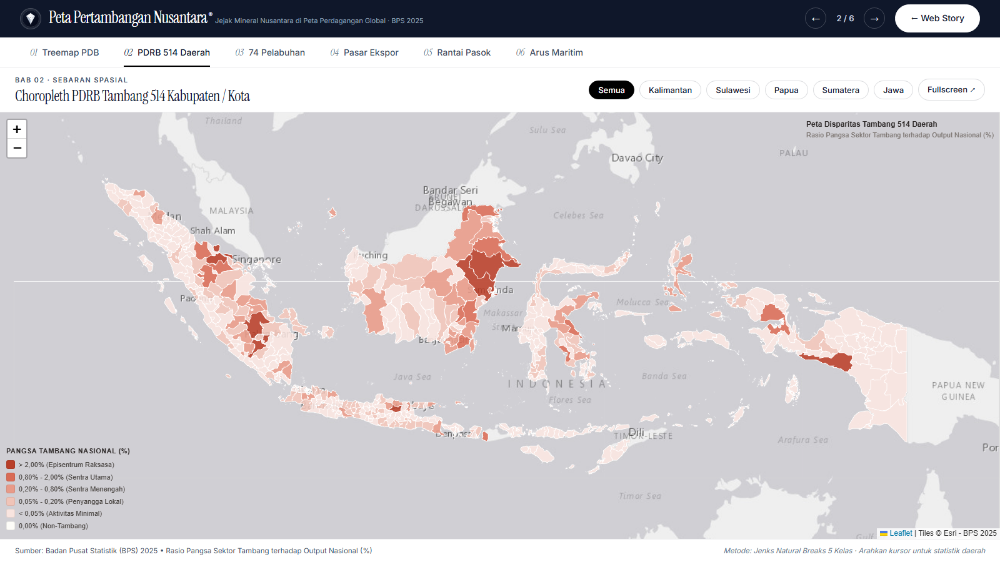 Peta Pertambangan Nusantara®
Jejak Mineral Nusantara di Peta Perdagangan Global · BPS 2025
←
2 / 6
→
← Web Story
01 Treemap PDB
02 PDRB 514 Daerah
03 74 Pelabuhan
04 Pasar Ekspor
05 Rantai Pasok
06 Arus Maritim
BAB 02 · SEBARAN SPASIAL
Choropleth PDRB Tambang 514 Kabupaten / Kota
Semua
Kalimantan
Sulawesi
Papua
Sumatera
Jawa
Fullscreen ↗
+
−
Peta Disparitas Tambang 514 Daerah
Rasio Pangsa Sektor Tambang terhadap Output Nasional (%)
Thailand
Sulu Sea
PALAU
Davao City
Bandar Seri
Begawan
BRUNEI
MALAYSIA
Celebes Sea
Shah Alam
Singapore
Molucca Sea
Makassar
INDONESIA
Java Sea
Banda Sea
Flores Sea
PAPUA NEW
GUINEA
Dili
TIMOR-LESTE
Arafura Sea
Timor Sea
Por
Gulf
PANGSA TAMBANG NASIONAL (%)
> 2,00% (Episentrum Raksasa)
0,80% - 2,00% (Sentra Utama)
0,20% - 0,80% (Sentra Menengah)
0,05% - 0,20% (Penyangga Lokal)
< 0,05% (Aktivitas Minimal)
0,00% (Non-Tambang)
Leaflet | Tiles © Esri - BPS 2025
Sumber: Badan Pusat Statistik (BPS) 2025 • Rasio Pangsa Sektor Tambang terhadap Output Nasional (%)
Metode: Jenks Natural Breaks 5 Kelas · Arahkan kursor untuk statistik daerah